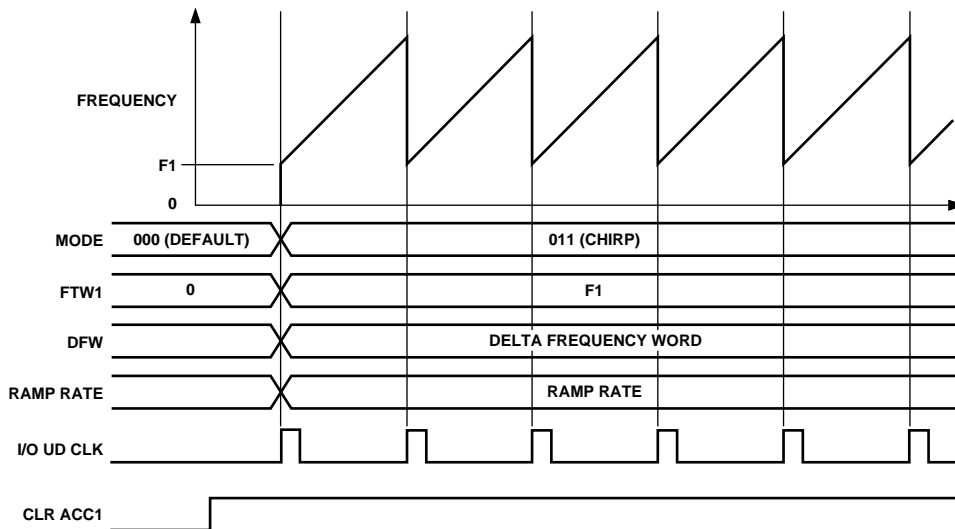 FREQUENCY
F1
0
MODE 000 (DEFAULT) 011 (CHIRP)
FTW1 0 F1
DFW DELTA FREQUENCY WORD
RAMP RATE RAMP RATE
I/O UD CLK
CLR ACC1